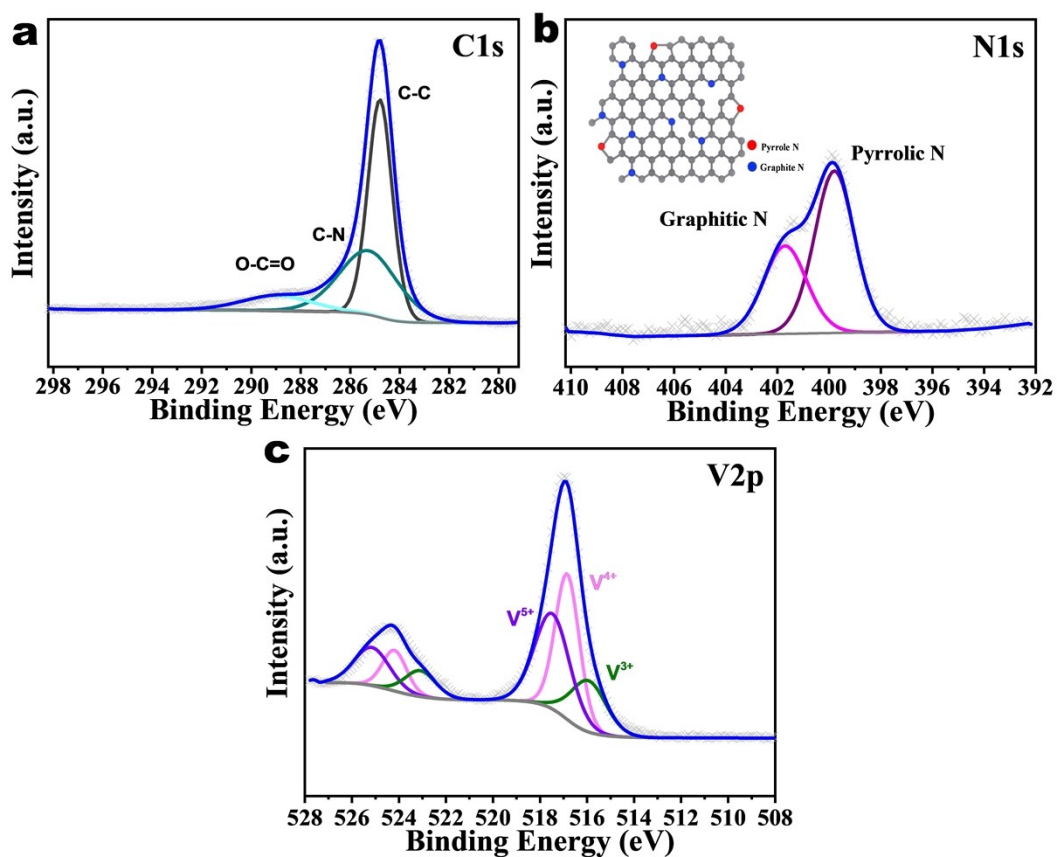 a
C1s
C-C
C-N
O-C=O
Intensity (a.u.)
298 296 294 292 290 288 286 284 282 280
Binding Energy (eV)
b
N1s
Pyrrole N
Graphite N
Pyrrolic N
Graphitic N
Intensity (a.u.)
410 408 406 404 402 400 398 396 394 392
Binding Energy (eV)
c
V2p
V⁵⁺
V⁴⁺
V³⁺
Intensity (a.u.)
528 526 524 522 520 518 516 514 512 510 508
Binding Energy (eV)